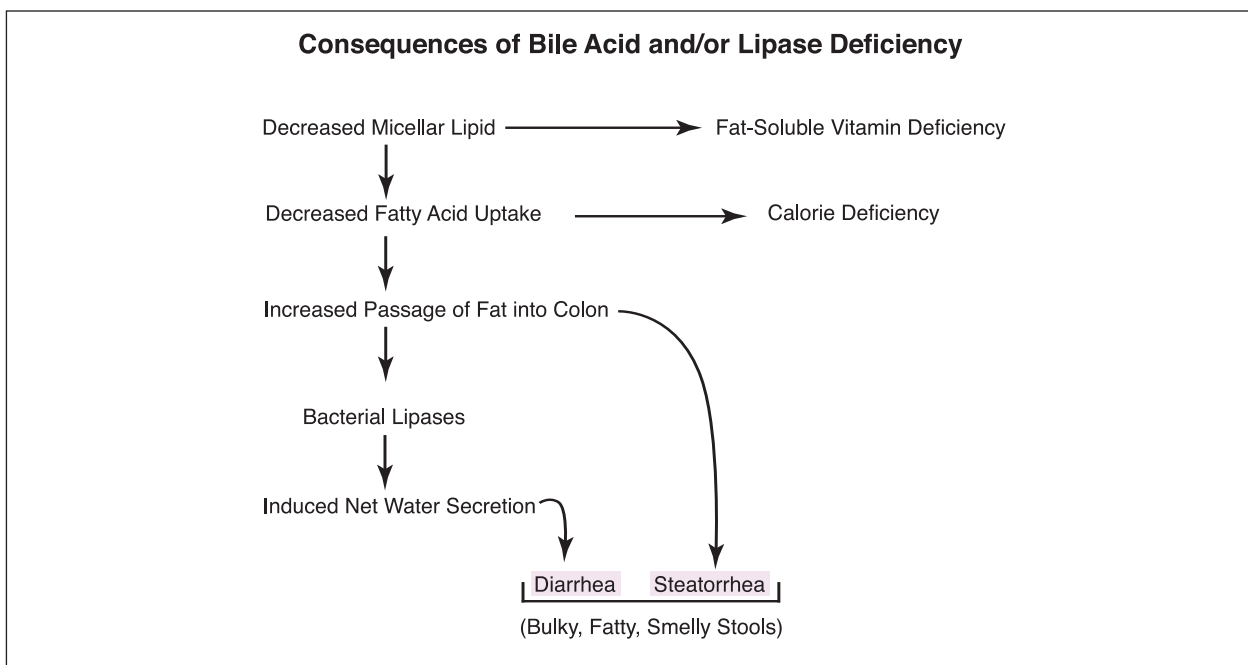 Consequences of Bile Acid and/or Lipase Deficiency
Decreased Micellar Lipid
Fat-Soluble Vitamin Deficiency
Decreased Fatty Acid Uptake
Calorie Deficiency
Increased Passage of Fat into Colon
Bacterial Lipases
Induced Net Water Secretion
Diarrhea
Steatorrhea
(Bulky, Fatty, Smelly Stools)